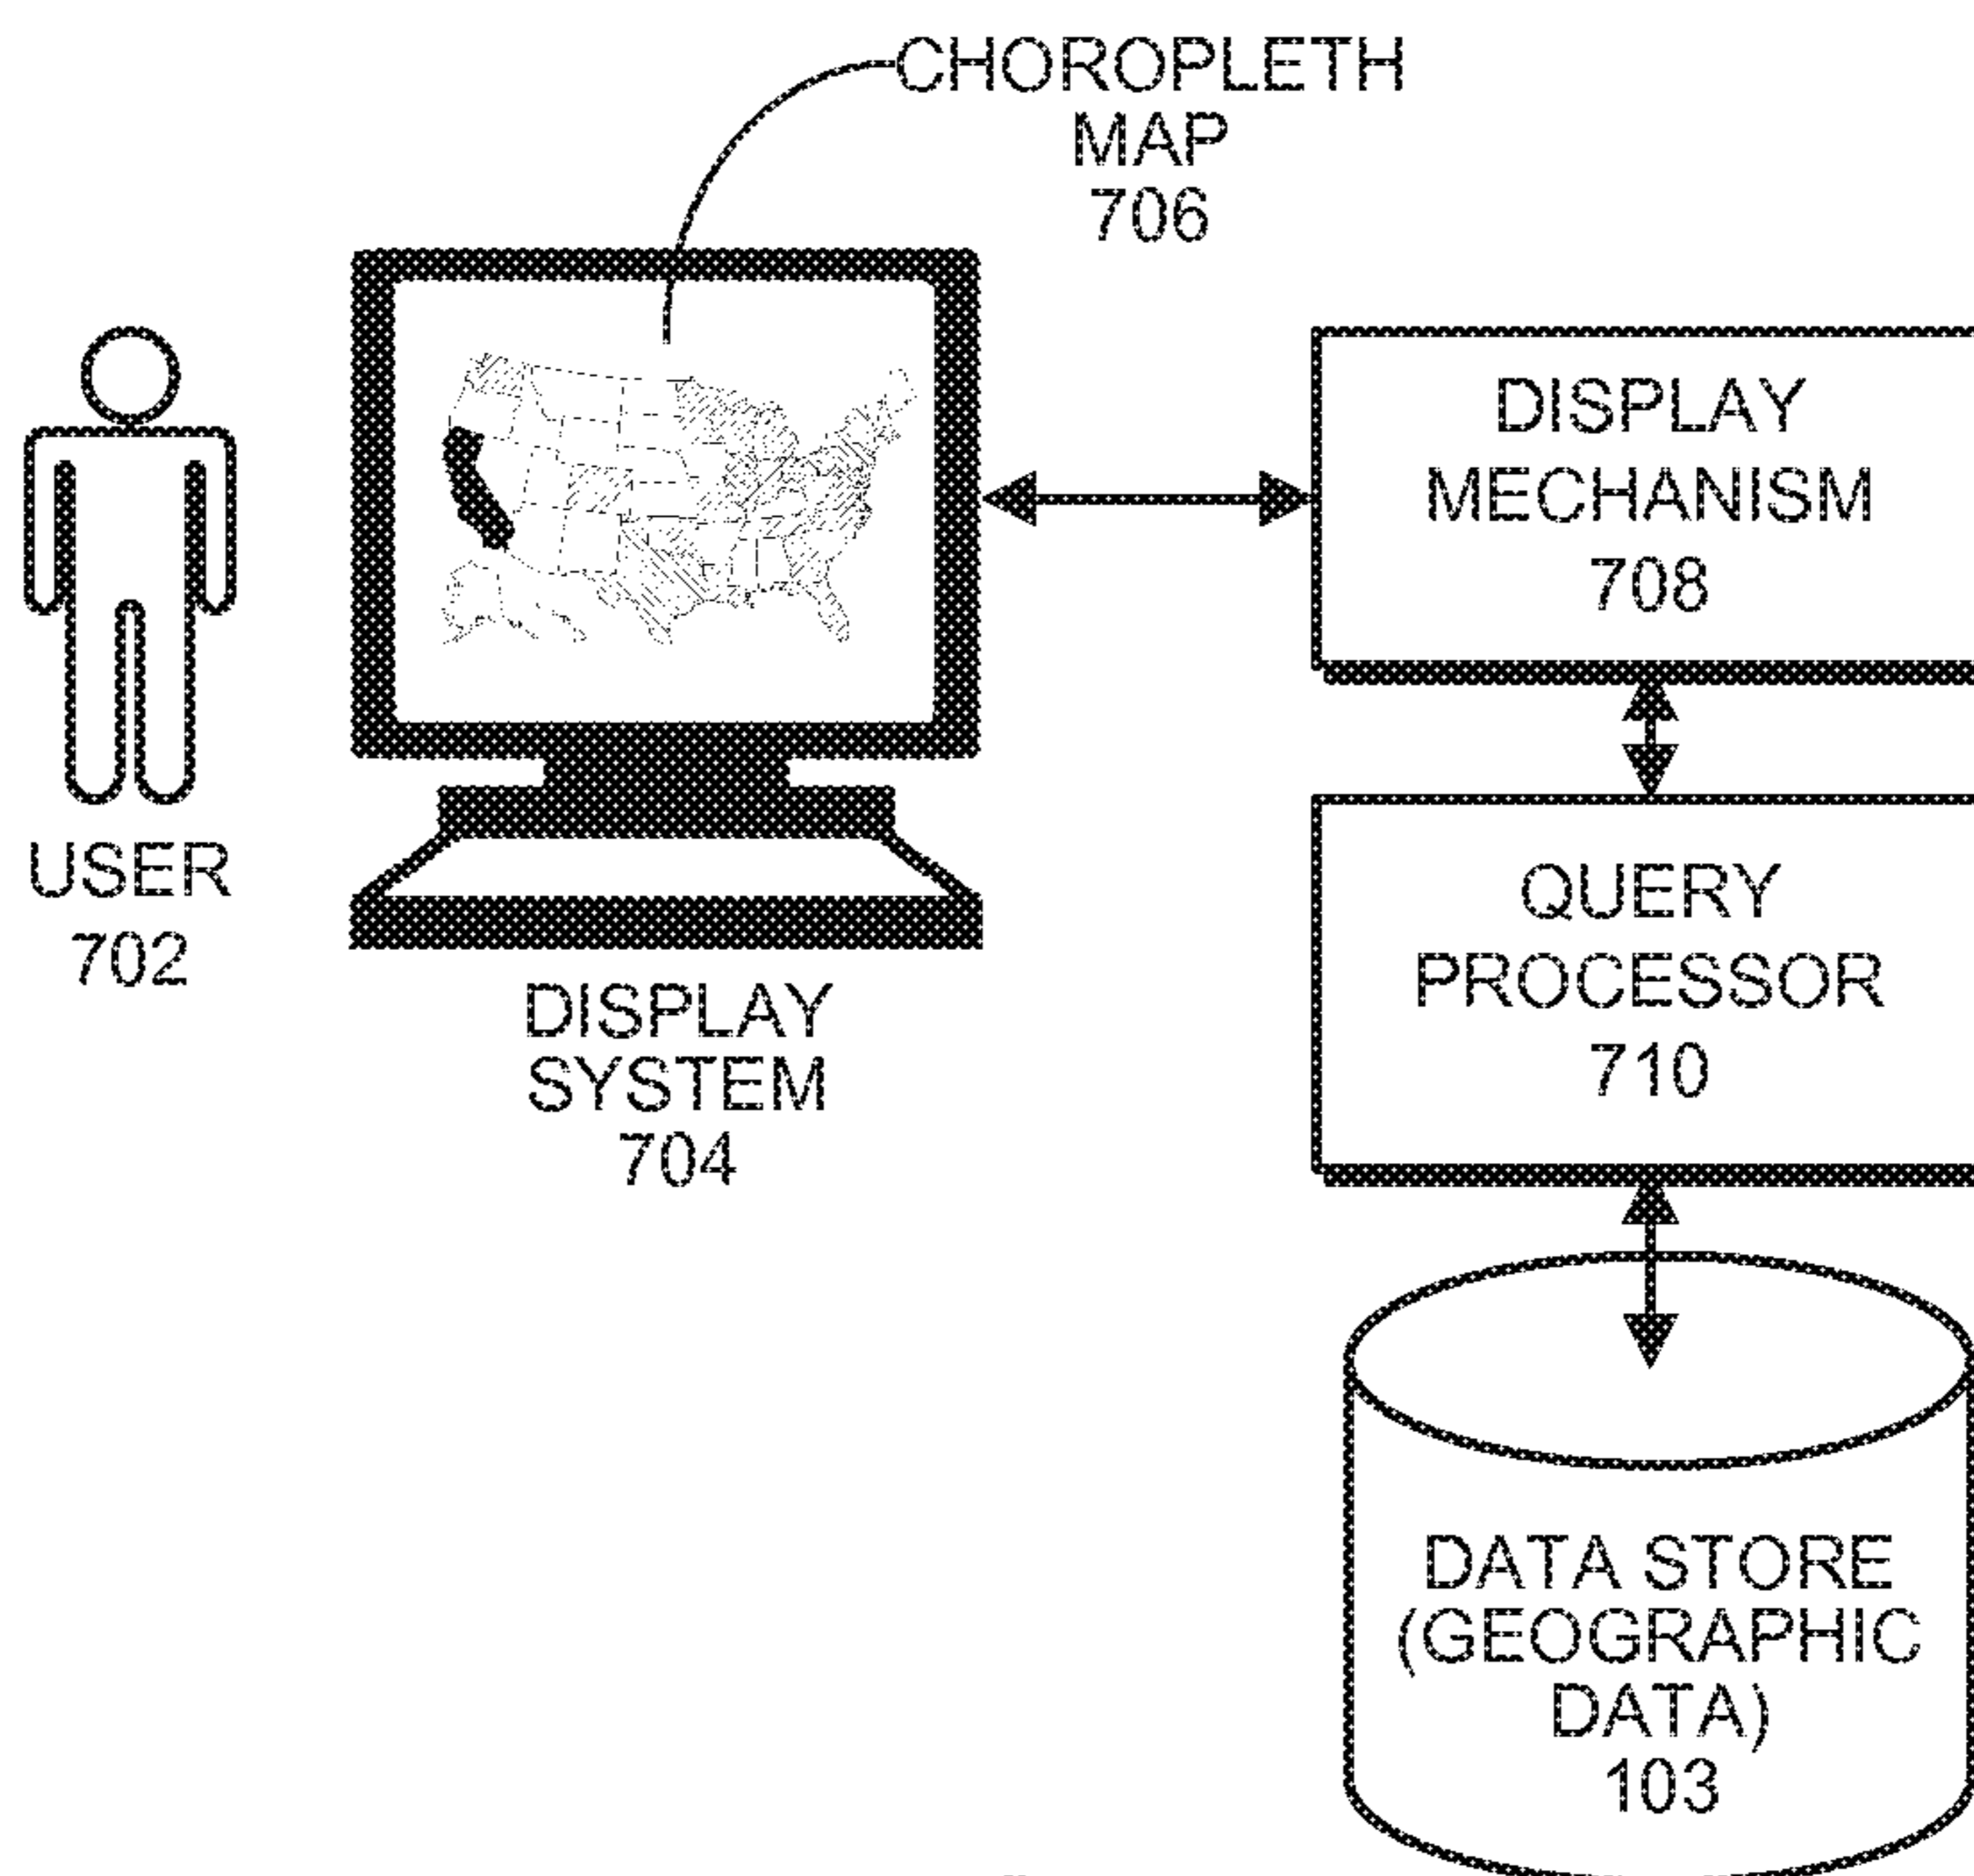 CHOROPLETH
MAP
706
DISPLAY
MECHANISM
708
USER
702
DISPLAY
SYSTEM
704
QUERY
PROCESSOR
710
DATA STORE
(GEOGRAPHIC
DATA)
103